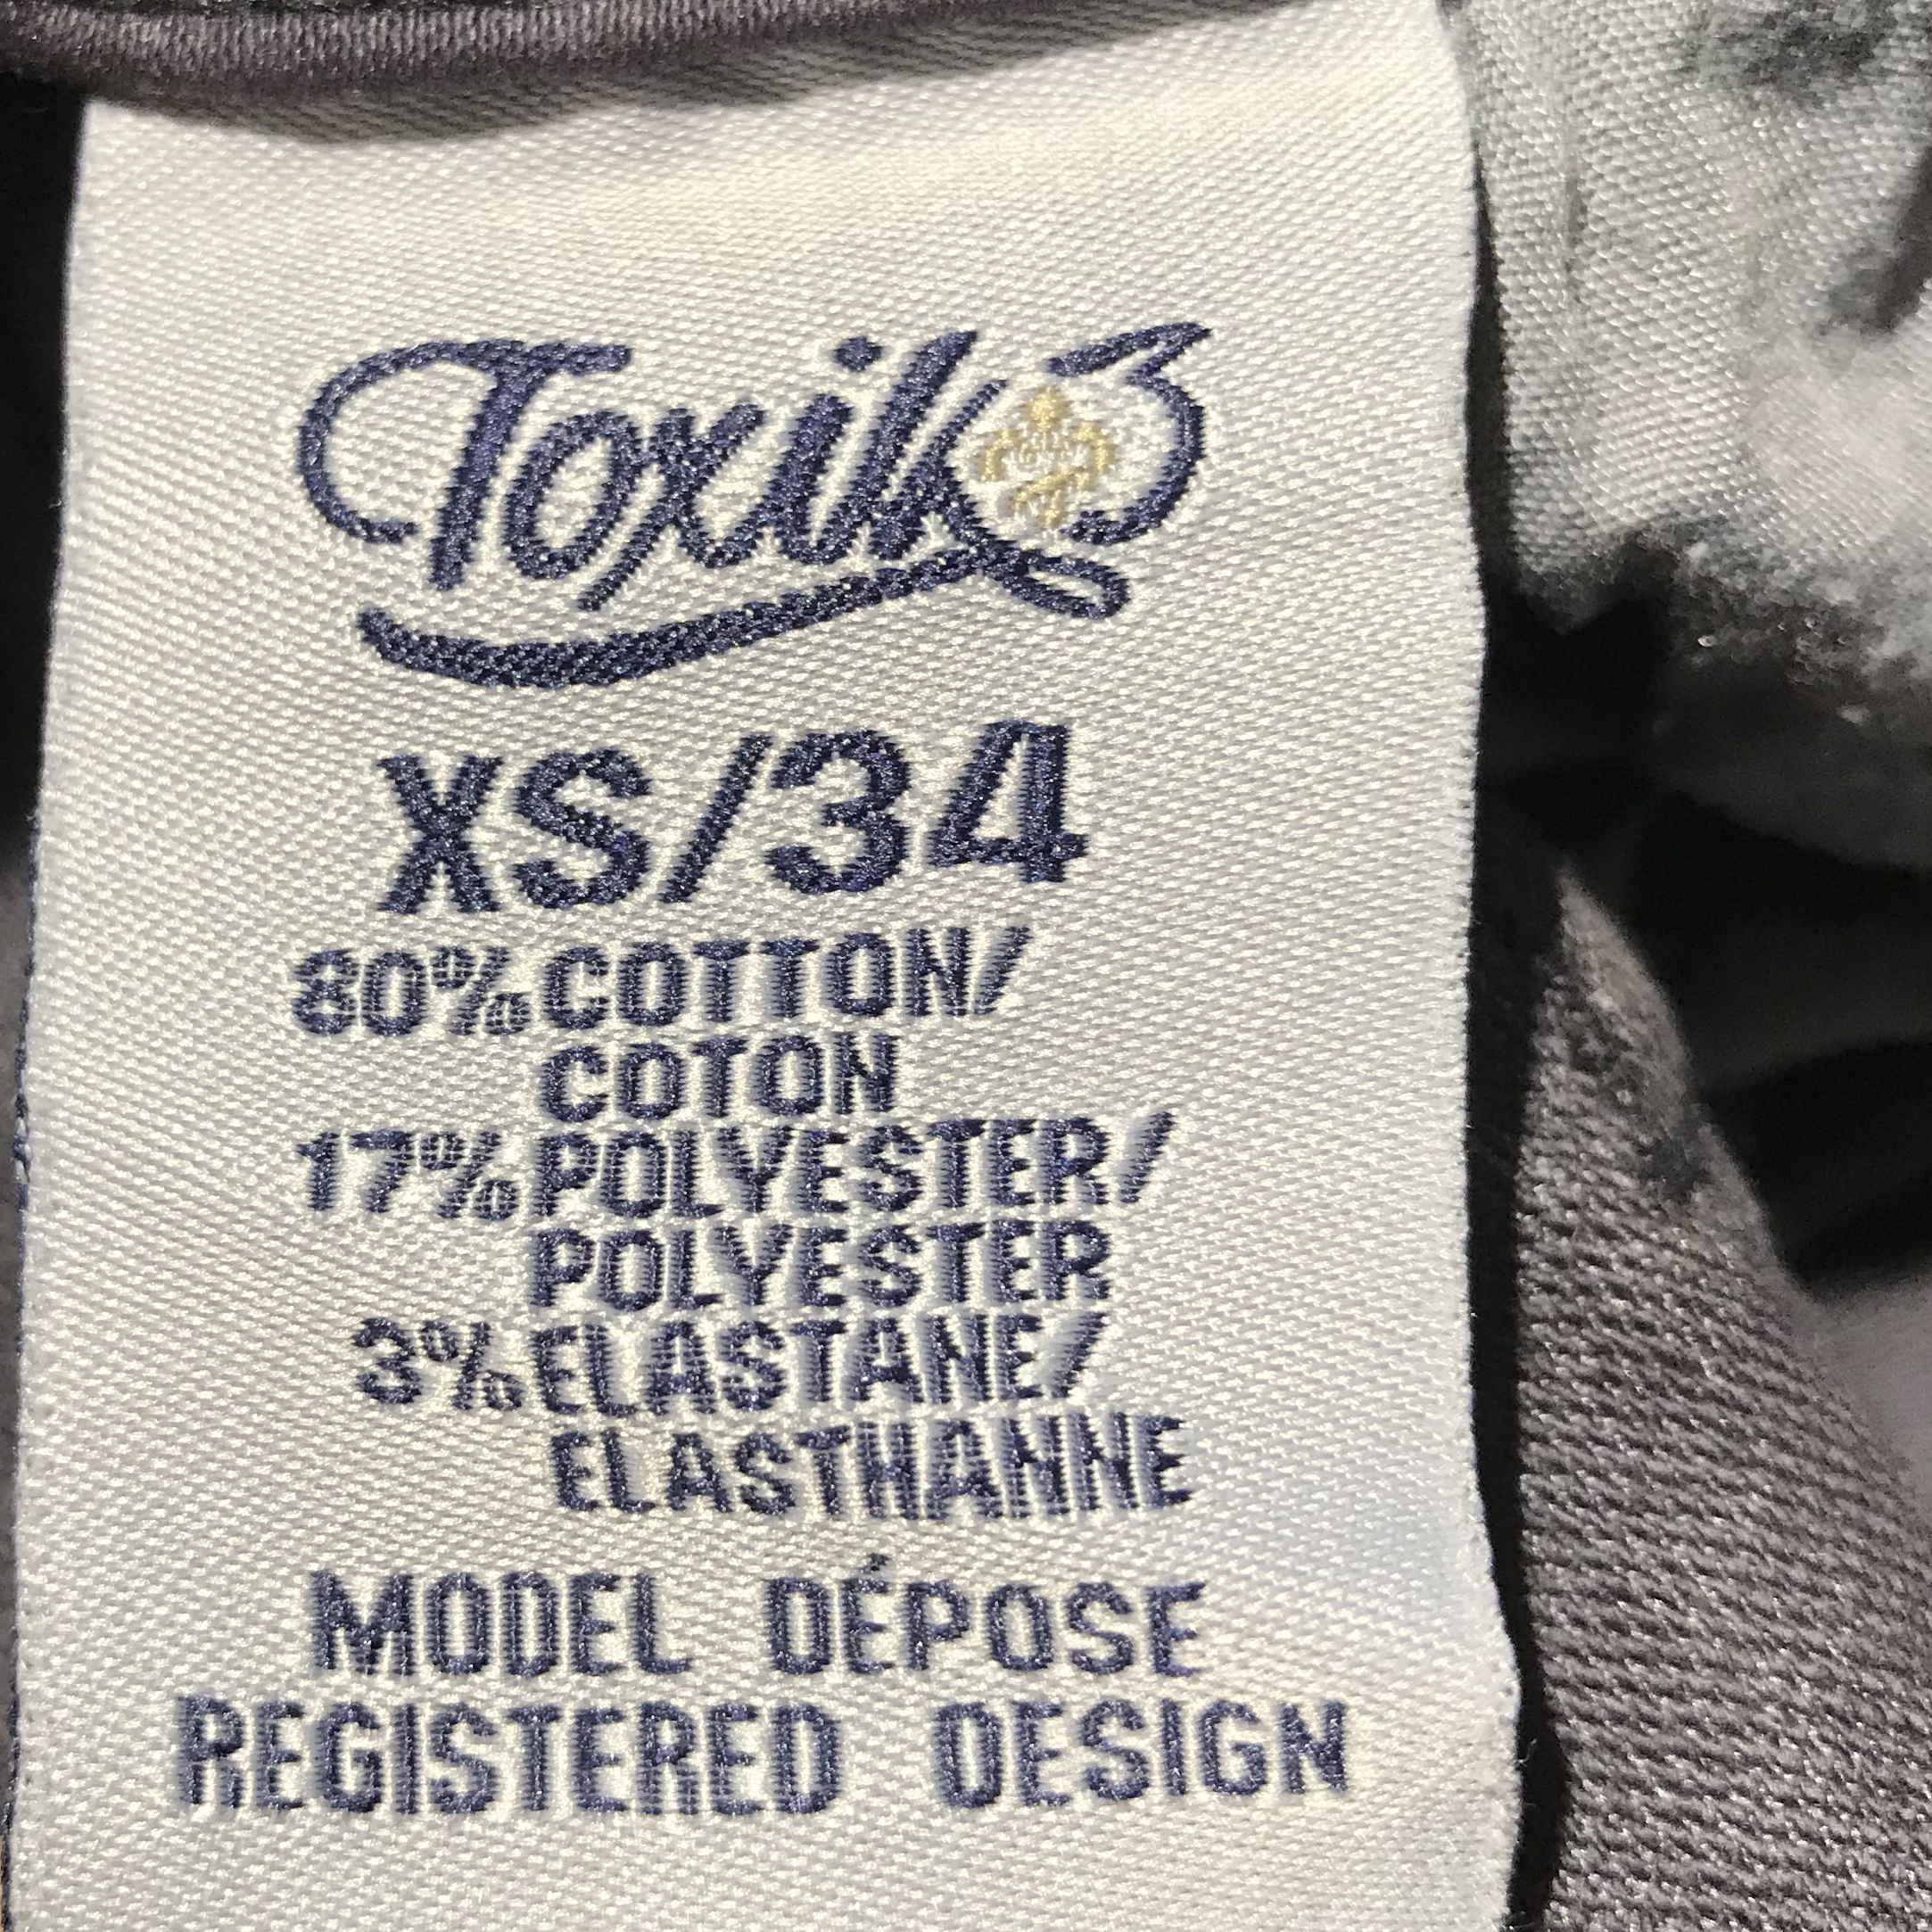 Toxik3
XS/34
80% COTTON/
COTON
17% POLYESTER/
POLYESTER
3% ELASTANE/
ELASTHANNE
MODEL DÉPOSE
REGISTERED DESIGN